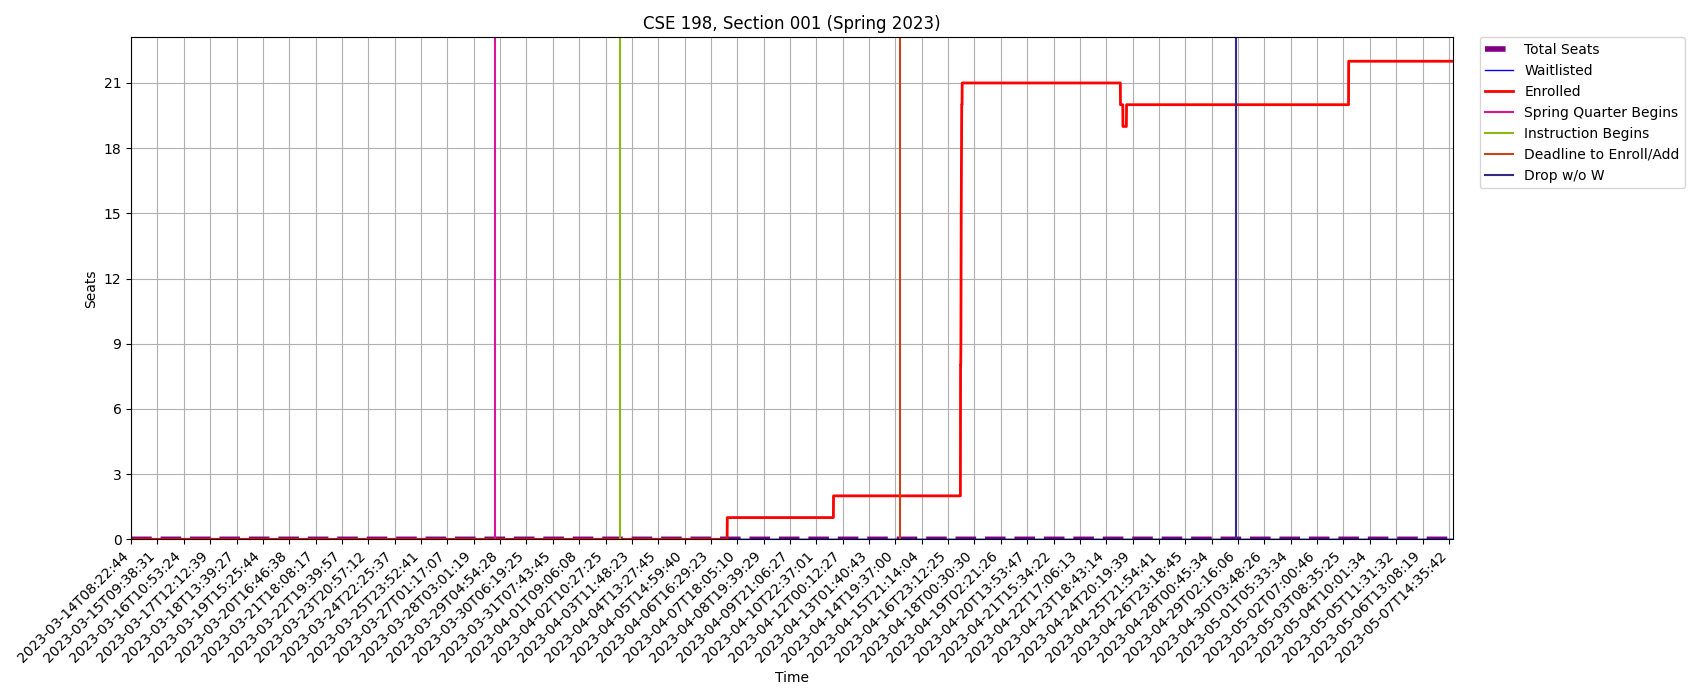 CSE 198, Section 001 (Spring 2023)
Total Seats
Waitlisted
Enrolled
Spring Quarter Begins
Instruction Begins
Deadline to Enroll/Add
Drop w/o W
21
18
15
12
9
6
3
0
Seats
2023-03-14T08:22:44
2023-03-15T09:38:31
2023-03-16T10:53:24
2023-03-17T12:12:39
2023-03-18T13:39:27
2023-03-19T15:25:44
2023-03-20T16:46:38
2023-03-21T18:08:17
2023-03-22T19:39:57
2023-03-23T20:57:12
2023-03-24T22:25:37
2023-03-25T23:52:41
2023-03-27T01:17:07
2023-03-28T03:01:19
2023-03-29T04:54:28
2023-03-30T06:19:25
2023-03-31T07:43:45
2023-04-01T09:06:08
2023-04-02T10:27:25
2023-04-03T11:48:23
2023-04-04T13:27:45
2023-04-05T14:59:40
2023-04-06T16:29:23
2023-04-07T18:05:10
2023-04-08T19:39:29
2023-04-09T21:06:27
2023-04-10T22:37:01
2023-04-12T00:12:27
2023-04-13T01:40:43
2023-04-14T19:37:00
2023-04-15T21:14:04
2023-04-16T23:12:25
2023-04-18T00:30:30
2023-04-19T02:21:26
2023-04-20T13:53:47
2023-04-21T15:34:22
2023-04-22T17:06:13
2023-04-23T18:43:14
2023-04-24T20:19:39
2023-04-25T21:54:41
2023-04-26T23:18:45
2023-04-28T00:45:34
2023-04-29T02:16:06
2023-04-30T03:48:26
2023-05-01T05:33:34
2023-05-02T07:00:46
2023-05-03T08:35:25
2023-05-04T10:01:34
2023-05-05T11:31:32
2023-05-06T13:08:19
2023-05-07T14:35:42
Time